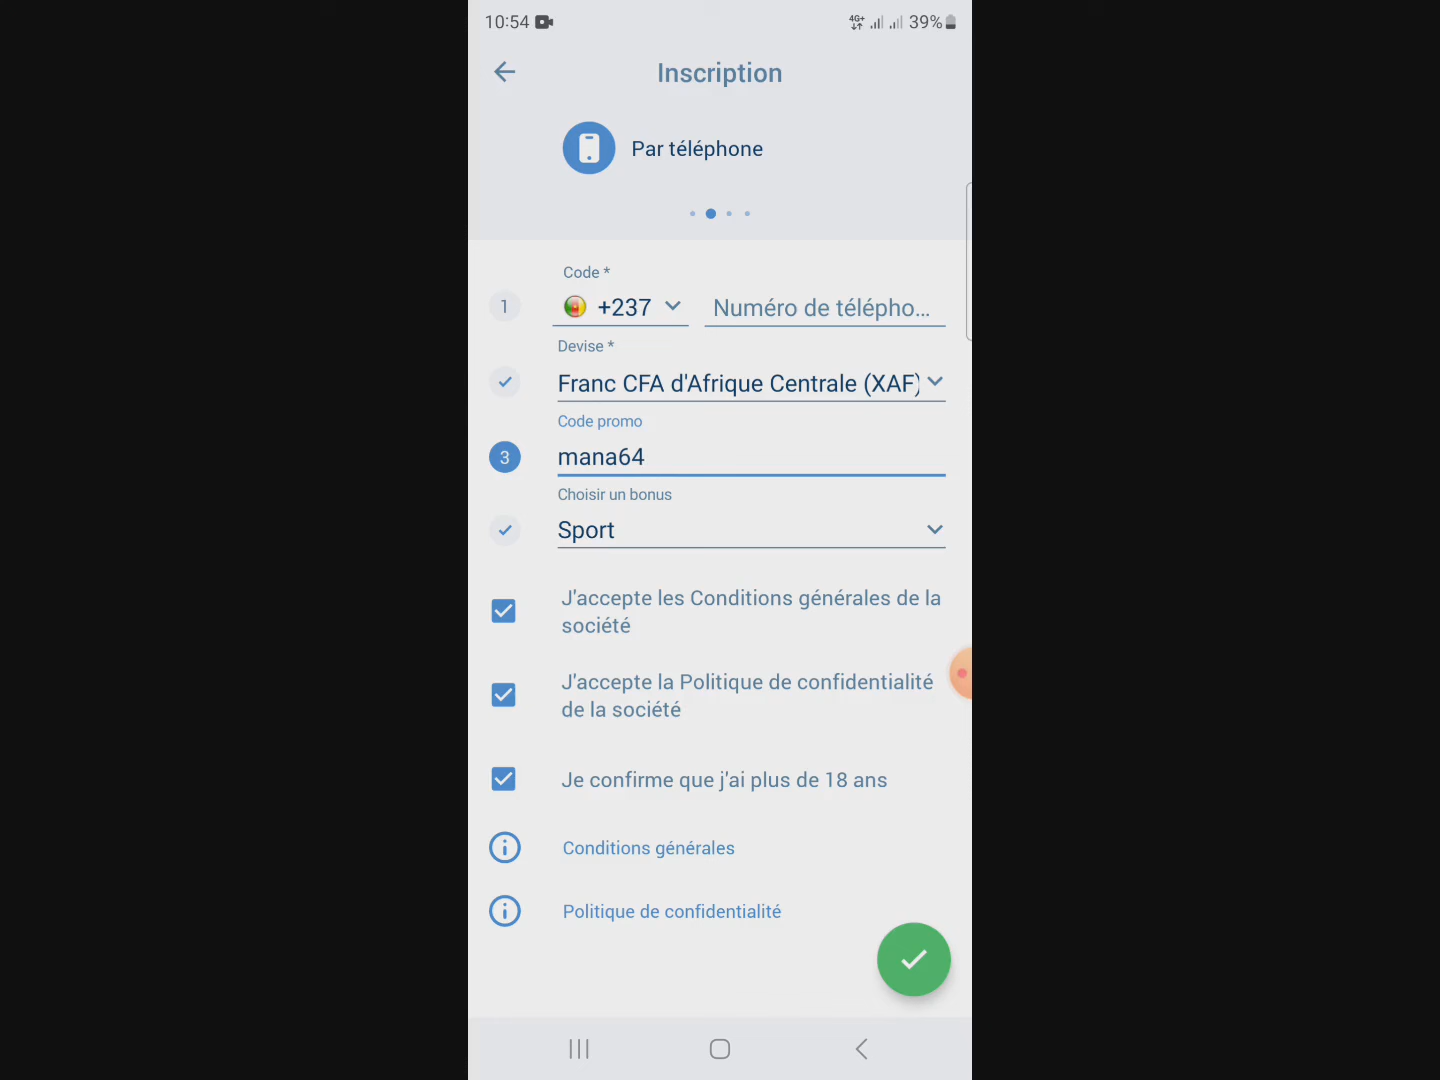 10:54
4G+ 39%
Inscription
Par téléphone
Code *
1
+237
Numéro de télépho...
Devise *
Franc CFA d'Afrique Centrale (XAF)
Code promo
3
mana64
Choisir un bonus
Sport
J'accepte les Conditions générales de la
société
J'accepte la Politique de confidentialité
de la société
Je confirme que j'ai plus de 18 ans
Conditions générales
Politique de confidentialité